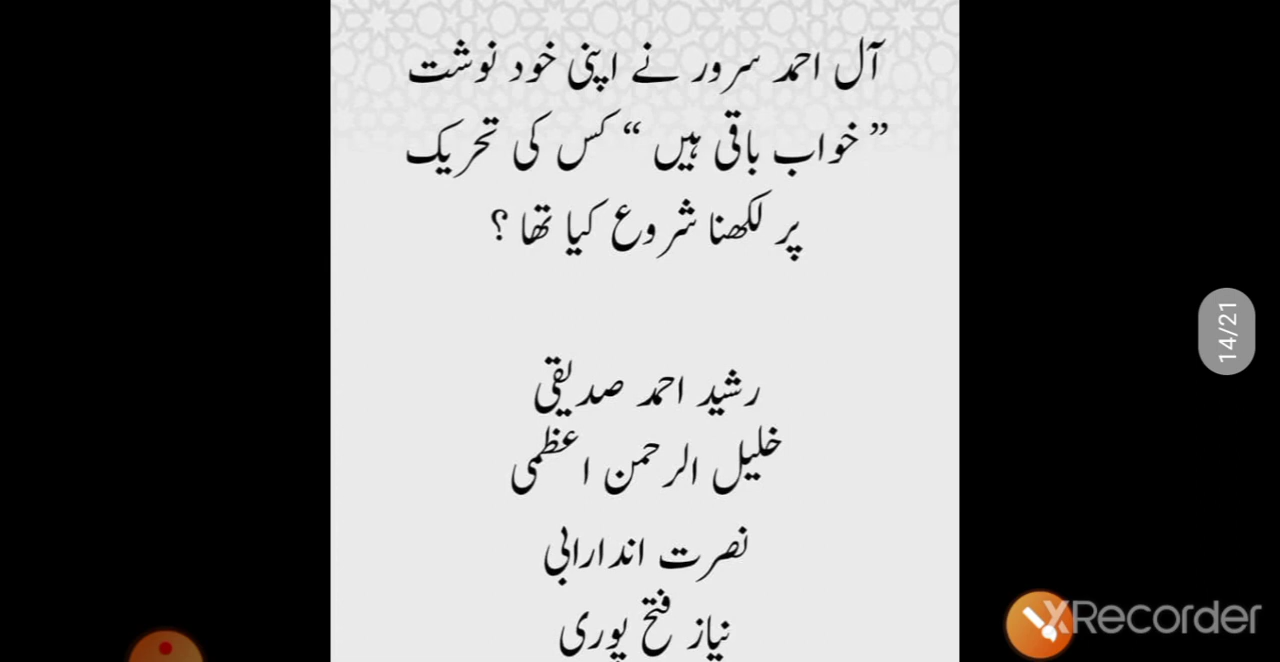 آل احمد سرور نے اپنی خود نوشت
” خواب باقی ہیں “ کس کی تحریک
پر لکھنا شروع کیا تھا ؟
رشید احمد صدیقی
خلیل الرحمن اعظمی
نصرت اندارابی
نیاز فتح پوری
14/21
XRecorder